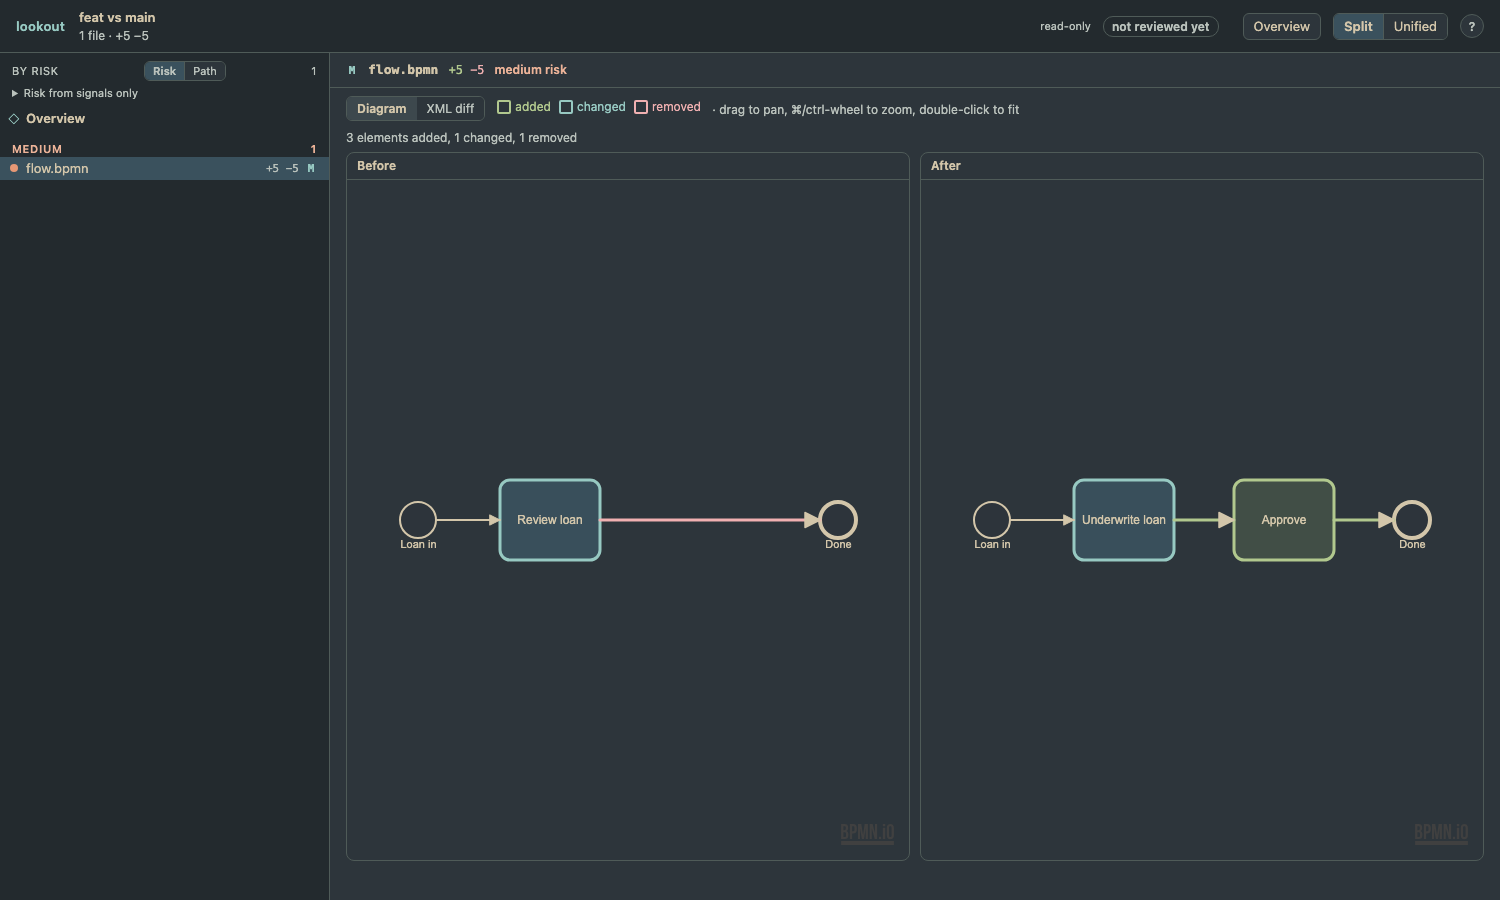 lookout
feat vs main
1 file · +5 −5
read-only
not reviewed yet
Overview
Split
Unified
?
BY RISK
Risk
Path
1
Risk from signals only
Overview
MEDIUM
1
flow.bpmn
+5 −5 M
M flow.bpmn +5 −5 medium risk
Diagram
XML diff
added
changed
removed
· drag to pan, ⌘/ctrl-wheel to zoom, double-click to fit
3 elements added, 1 changed, 1 removed
Before
Loan in
Review loan
Done
BPMN.iO
After
Loan in
Underwrite loan
Approve
Done
BPMN.iO